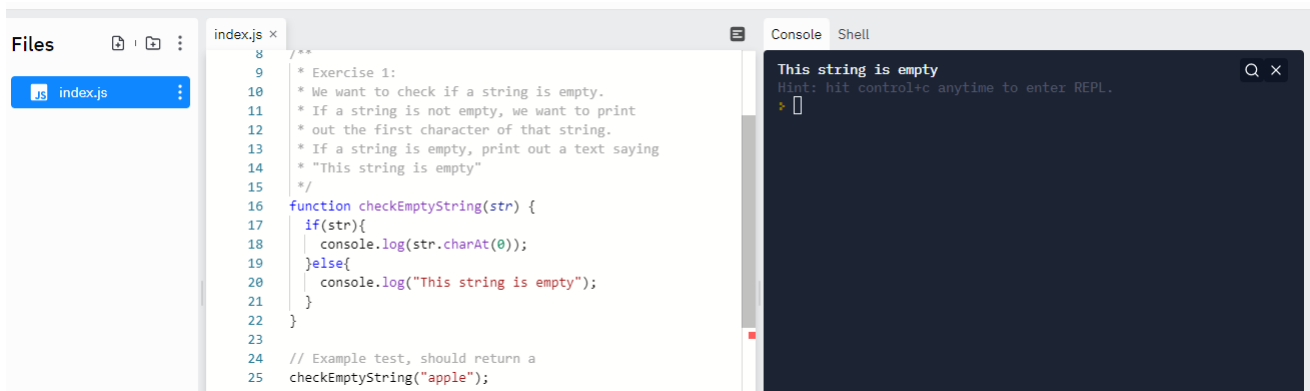 Files
index.js
index.js ×
8 /**
9 * Exercise 1:
10 * We want to check if a string is empty.
11 * If a string is not empty, we want to print
12 * out the first character of that string.
13 * If a string is empty, print out a text saying
14 * "This string is empty"
15 */
16 function checkEmptyString(str) {
17 if(str){
18 console.log(str.charAt(0));
19 }else{
20 console.log("This string is empty");
21 }
22 }
23
24 // Example test, should return a
25 checkEmptyString("apple");
Console Shell
This string is empty
Hint: hit control+c anytime to enter REPL.